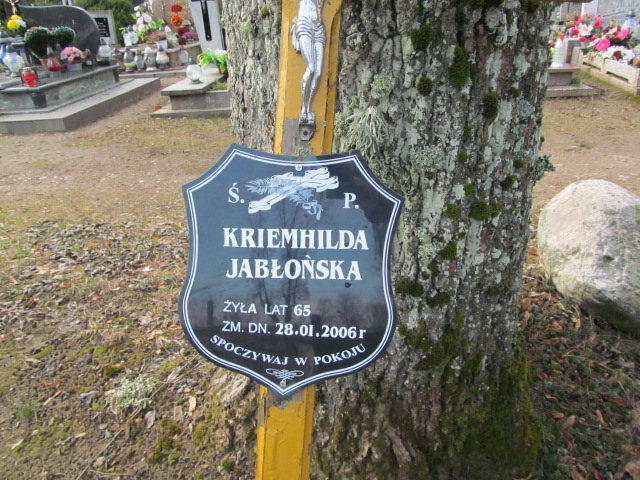 Ś. P.
KRIEMHILDA
JABŁOŃSKA
ŻYŁA LAT 65
ZM. DN. 28.01.2006 r
SPOCZYWAJ W POKOJU